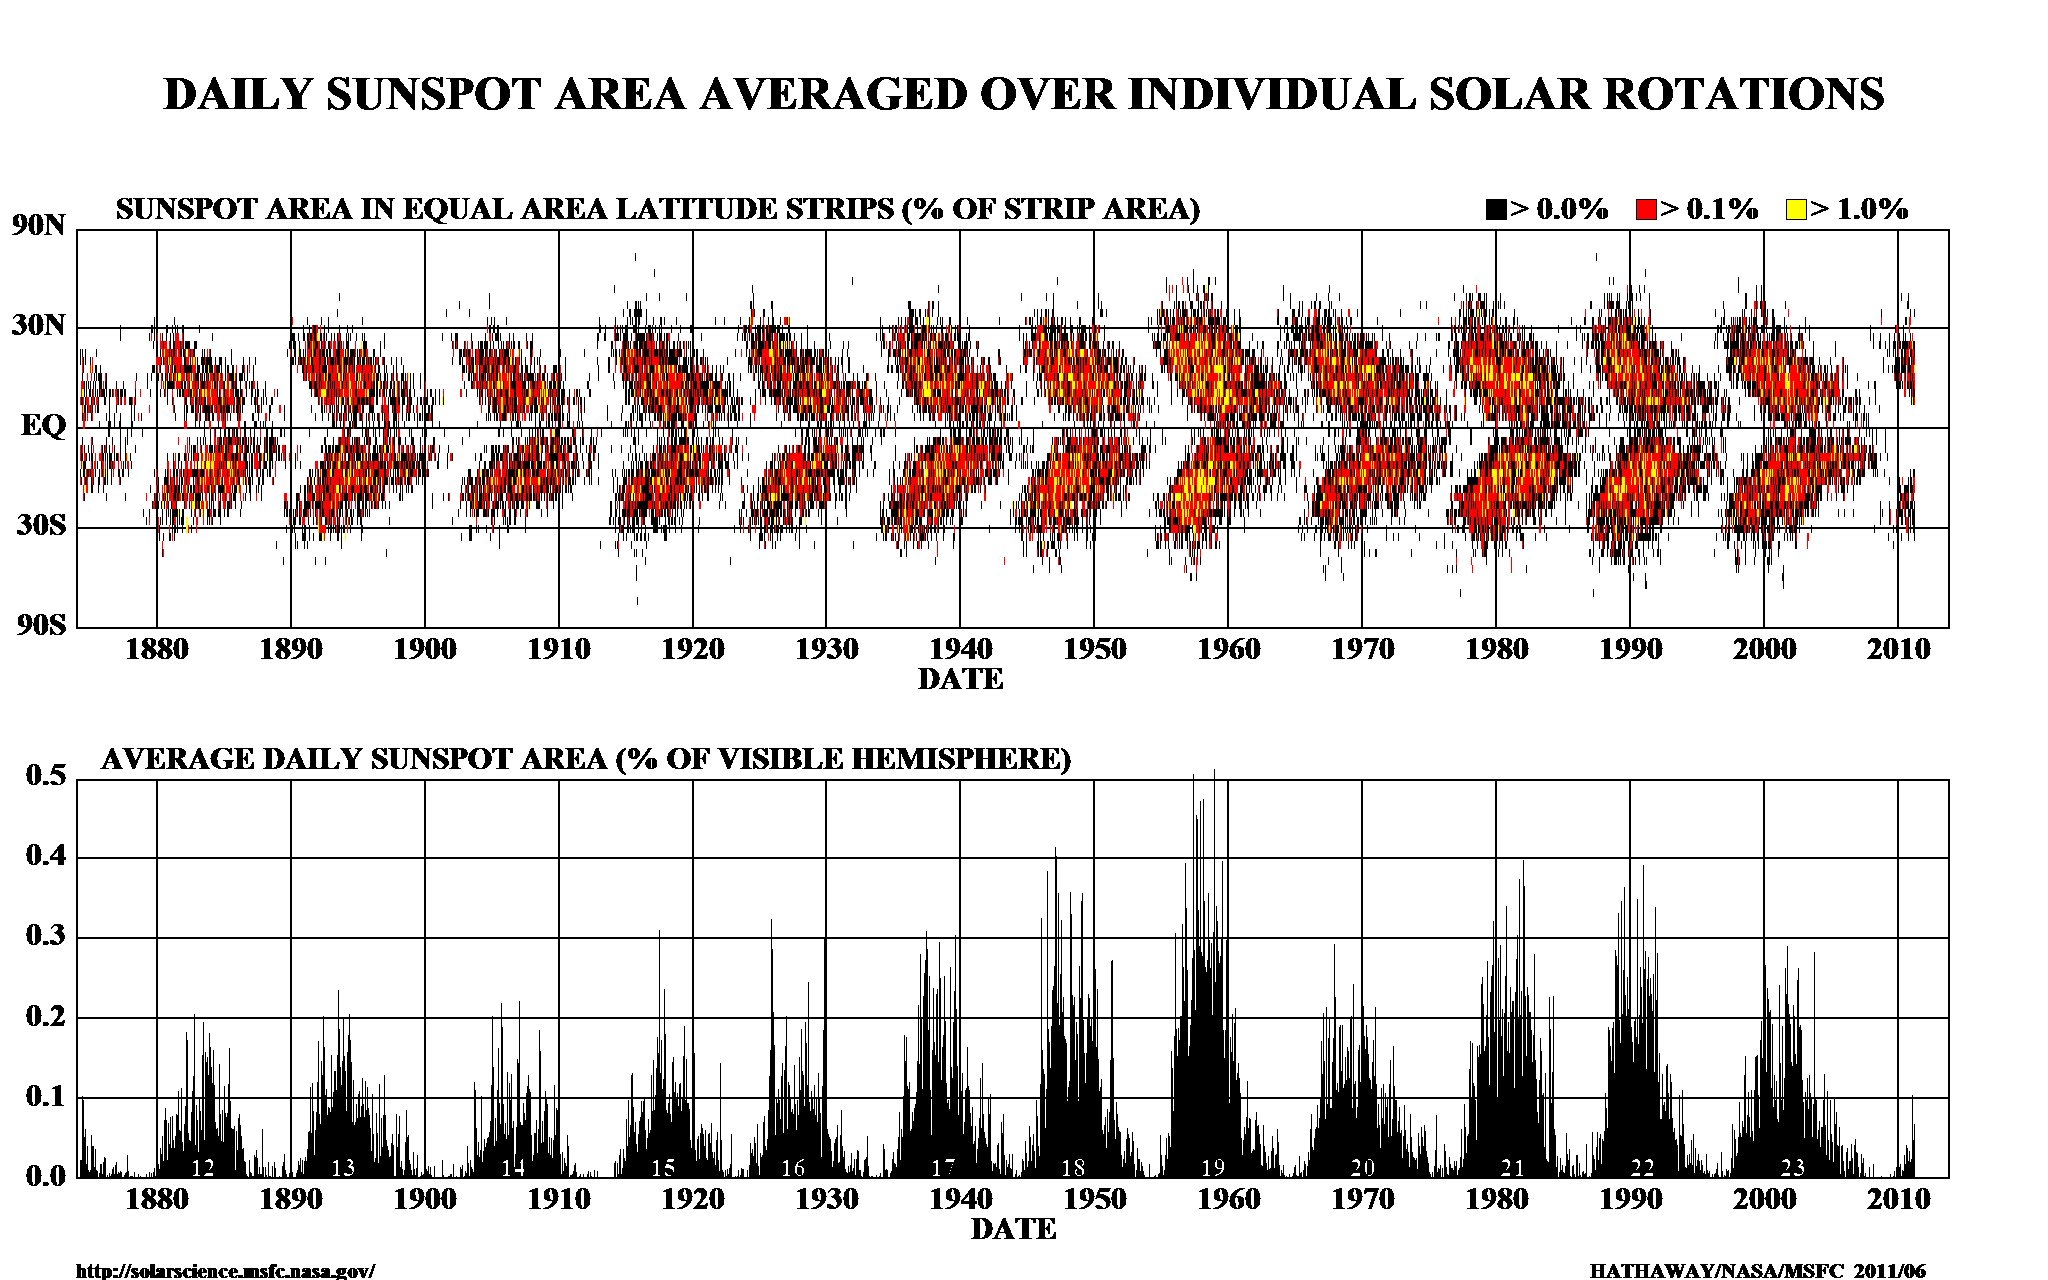 DAILY SUNSPOT AREA AVERAGED OVER INDIVIDUAL SOLAR ROTATIONS
SUNSPOT AREA IN EQUAL AREA LATITUDE STRIPS (% OF STRIP AREA) > 0.0% > 0.1% > 1.0%
90N
30N
EQ
30S
90S
1880 1890 1900 1910 1920 1930 1940 1950 1960 1970 1980 1990 2000 2010
DATE
AVERAGE DAILY SUNSPOT AREA (% OF VISIBLE HEMISPHERE)
0.5
0.4
0.3
0.2
0.1
0.0
12 13 14 15 16 17 18 19 20 21 22 23
1880 1890 1900 1910 1920 1930 1940 1950 1960 1970 1980 1990 2000 2010
DATE
http://solarscience.msfc.nasa.gov/ HATHAWAY/NASA/MSFC 2011/06